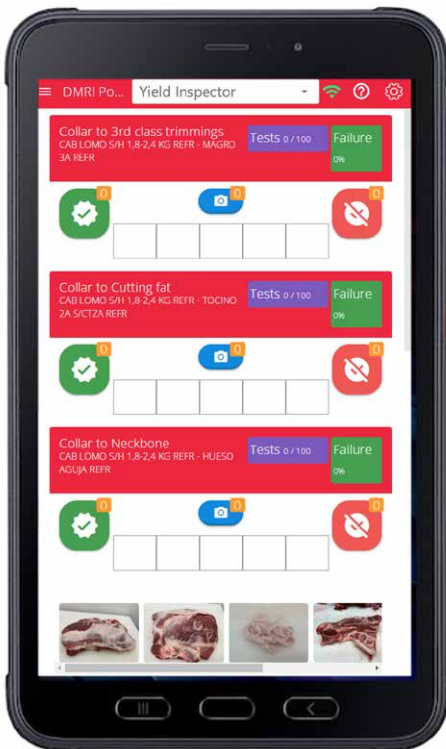 DMRI Po...
Yield Inspector
Collar to 3rd class trimmings
CAB LOMO S/H 1,8-2,4 KG REFR - MAGRO
3A REFR
Tests 0 / 100
Failure
0%
0
0
0
Collar to Cutting fat
CAB LOMO S/H 1,8-2,4 KG REFR - TOCINO
2A S/CTZA REFR
Tests 0 / 100
Failure
0%
0
0
0
Collar to Neckbone
CAB LOMO S/H 1,8-2,4 KG REFR - HUESO
AGUJA REFR
Tests 0 / 100
Failure
0%
0
0
0